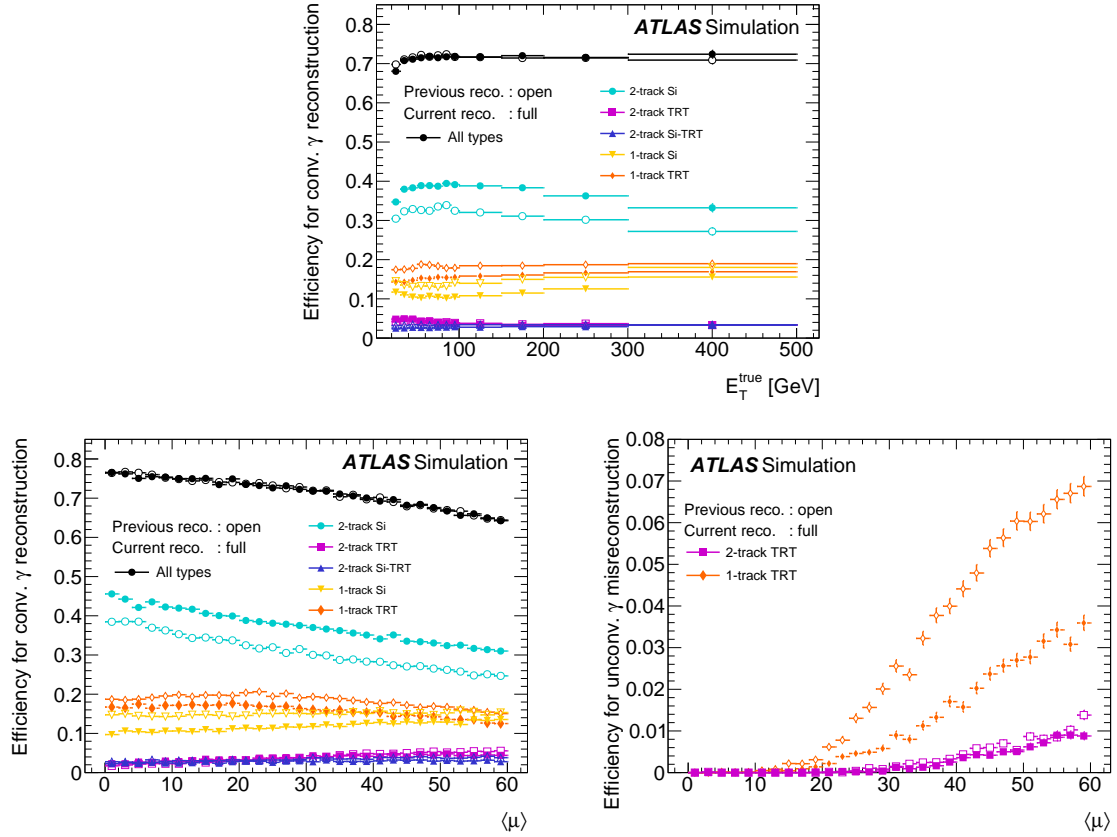 ATLAS Simulation
Efficiency for conv. γ reconstruction
0.8
0.7
0.6
0.5
0.4
0.3
0.2
0.1
0
Previous reco. : open
Current reco. : full
All types
2-track Si
2-track TRT
2-track Si-TRT
1-track Si
1-track TRT
100 150 200 250 300 350 400 450 500
E_T^true [GeV]
ATLAS Simulation
Efficiency for conv. γ reconstruction
0.8
0.7
0.6
0.5
0.4
0.3
0.2
0.1
0
Previous reco. : open
Current reco. : full
All types
2-track Si
2-track TRT
2-track Si-TRT
1-track Si
1-track TRT
0 10 20 30 40 50 60
⟨μ⟩
ATLAS Simulation
Efficiency for unconv. γ misreconstruction
0.08
0.07
0.06
0.05
0.04
0.03
0.02
0.01
0
Previous reco. : open
Current reco. : full
2-track TRT
1-track TRT
0 10 20 30 40 50 60
⟨μ⟩